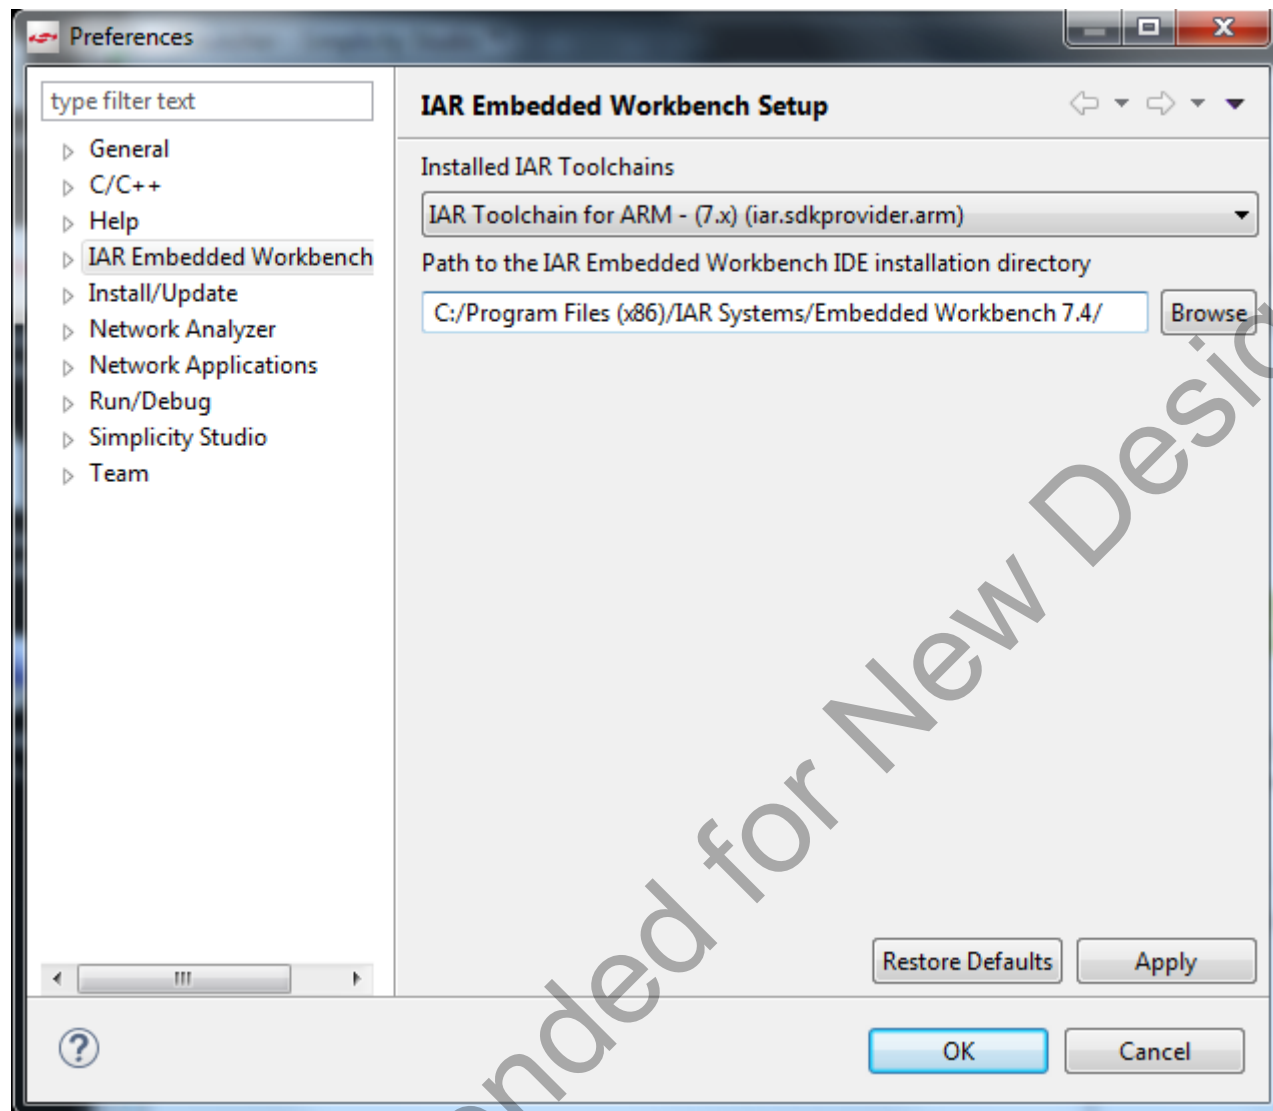 Preferences
type filter text
General
C/C++
Help
IAR Embedded Workbench
Install/Update
Network Analyzer
Network Applications
Run/Debug
Simplicity Studio
Team
IAR Embedded Workbench Setup
Installed IAR Toolchains
IAR Toolchain for ARM - (7.x) (iar.sdkprovider.arm)
Path to the IAR Embedded Workbench IDE installation directory
C:/Program Files (x86)/IAR Systems/Embedded Workbench 7.4/
Browse
Restore Defaults
Apply
?
OK
Cancel
for New